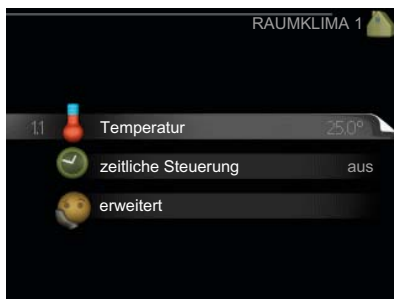 RAUMKLIMA 1
1.1 Temperatur 25.0°
zeitliche Steuerung aus
erweitert